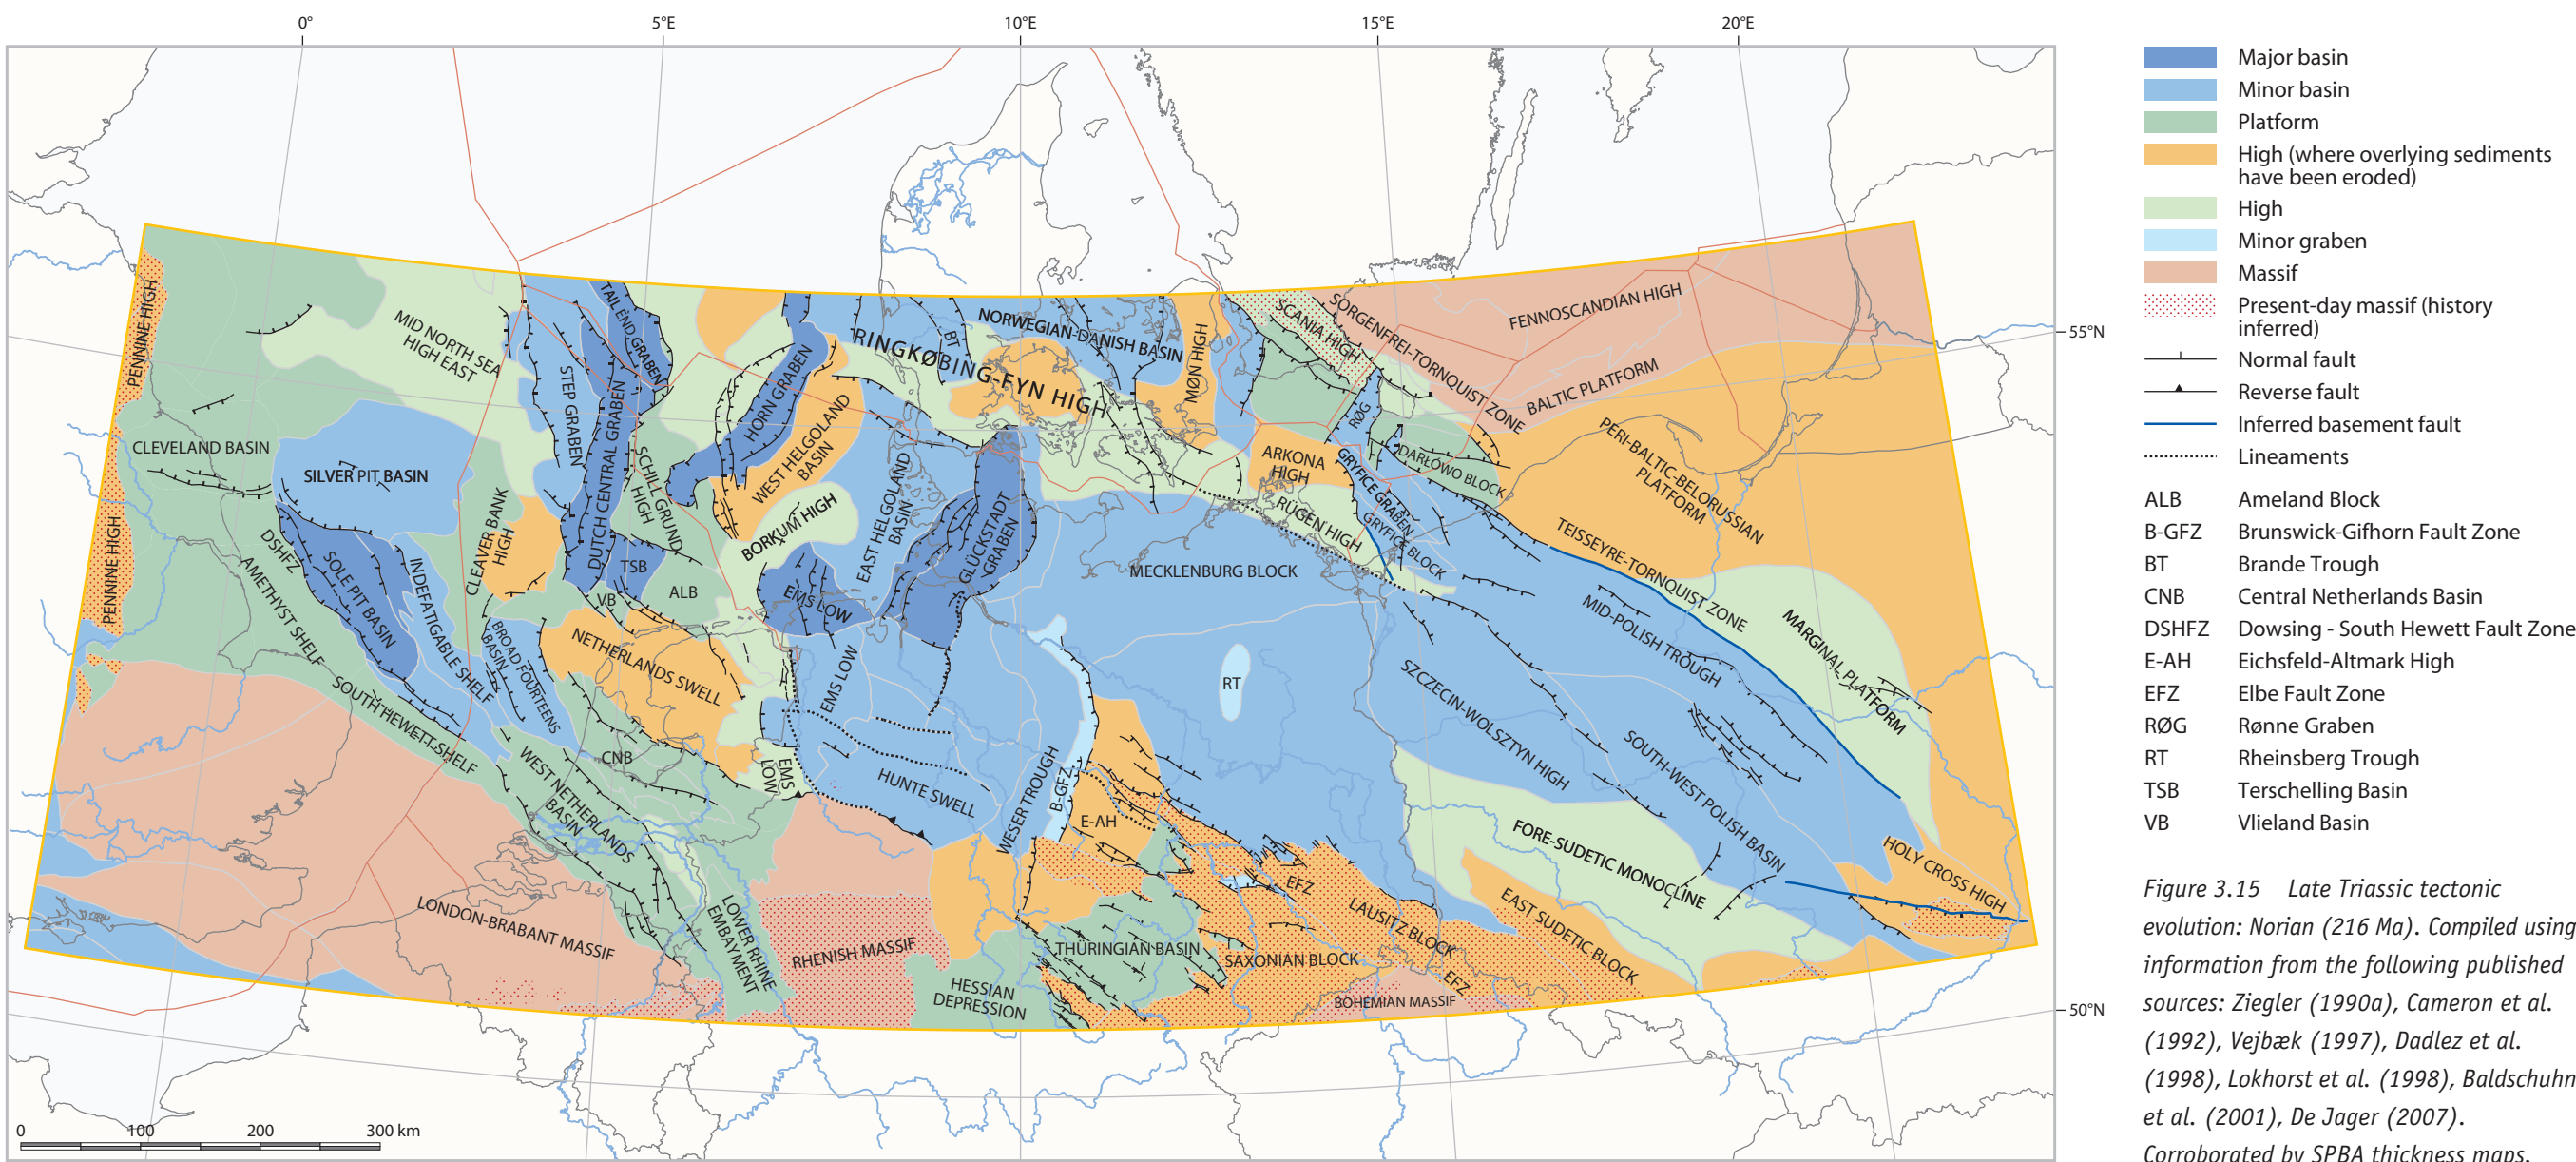 0°
5°E
10°E
15°E
20°E
55°N
50°N
PENNINE HIGH
MID NORTH SEA
HIGH EAST
STEP GRABEN
TAIL END GRABEN
DUTCH CENTRAL GRABEN
HORN GRABEN
RINGKØBING-FYN HIGH
BT
NORWEGIAN-DANISH BASIN
MØN HIGH
SCANIA HIGH
SORGENFREI-TORNQUIST ZONE
FENNOSCANDIAN HIGH
BALTIC PLATFORM
RØG
CLEVELAND BASIN
SILVER PIT BASIN
CLEAVER BANK
HIGH
SCHILL GRUND
HIGH
WEST HELGOLAND
BASIN
BORKUM HIGH
EAST HELGOLAND
BASIN
GLÜCKSTADT
GRABEN
ARKONA
HIGH
RÜGEN HIGH
GRYFICE GRABEN
GRYFICE BLOCK
DARŁOWO BLOCK
PERI-BALTIC-BELORUSSIAN
PLATFORM
TEISSEYRE-TORNQUIST ZONE
PENNINE HIGH
DSHFZ
SOLE PIT BASIN
AMETHYST SHELF
INDEFATIGABLE SHELF
BROAD FOURTEENS
BASIN
TSB
VB
ALB
EMS LOW
MECKLENBURG BLOCK
MID-POLISH TROUGH
MARGINAL PLATFORM
NETHERLANDS SWELL
EMS LOW
RT
SOUTH HEWETT SHELF
SZCZECIN-WOLSZTYN HIGH
SOUTH-WEST POLISH BASIN
WEST NETHERLANDS
BASIN
CNB
EMS
LOW
HUNTE SWELL
WESER TROUGH
B-GFZ
E-AH
FORE-SUDETIC MONOCLINE
HOLY CROSS HIGH
LONDON-BRABANT MASSIF
LOWER RHINE
EMBAYMENT
RHENISH MASSIF
HESSIAN
DEPRESSION
THÜRINGIAN BASIN
SAXONIAN BLOCK
EFZ
LAUSITZ BLOCK
EFZ
BOHEMIAN MASSIF
EAST SUDETIC BLOCK
0 100 200 300 km
Major basin
Minor basin
Platform
High (where overlying sediments
have been eroded)
High
Minor graben
Massif
Present-day massif (history
inferred)
Normal fault
Reverse fault
Inferred basement fault
Lineaments
ALB Ameland Block
B-GFZ Brunswick-Gifhorn Fault Zone
BT Brande Trough
CNB Central Netherlands Basin
DSHFZ Dowsing - South Hewett Fault Zone
E-AH Eichsfeld-Altmark High
EFZ Elbe Fault Zone
RØG Rønne Graben
RT Rheinsberg Trough
TSB Terschelling Basin
VB Vlieland Basin
Figure 3.15 Late Triassic tectonic
evolution: Norian (216 Ma). Compiled using
information from the following published
sources: Ziegler (1990a), Cameron et al.
(1992), Vejbæk (1997), Dadlez et al.
(1998), Lokhorst et al. (1998), Baldschuhn
et al. (2001), De Jager (2007).
Corroborated by SPBA thickness maps.